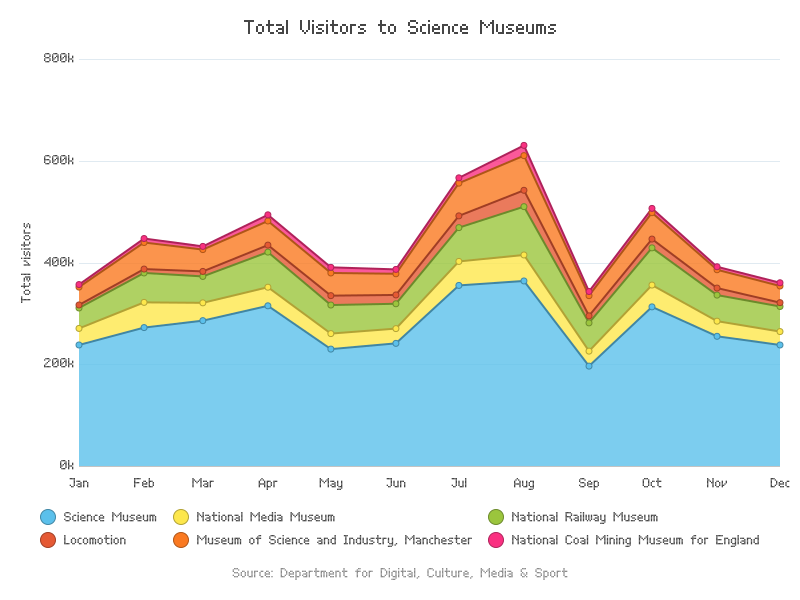 Total Visitors to Science Museums
800k
600k
400k
200k
0k
Total visitors
Jan Feb Mar Apr May Jun Jul Aug Sep Oct Nov Dec
Science Museum National Media Museum National Railway Museum
Locomotion Museum of Science and Industry, Manchester National Coal Mining Museum for England
Source: Department for Digital, Culture, Media & Sport